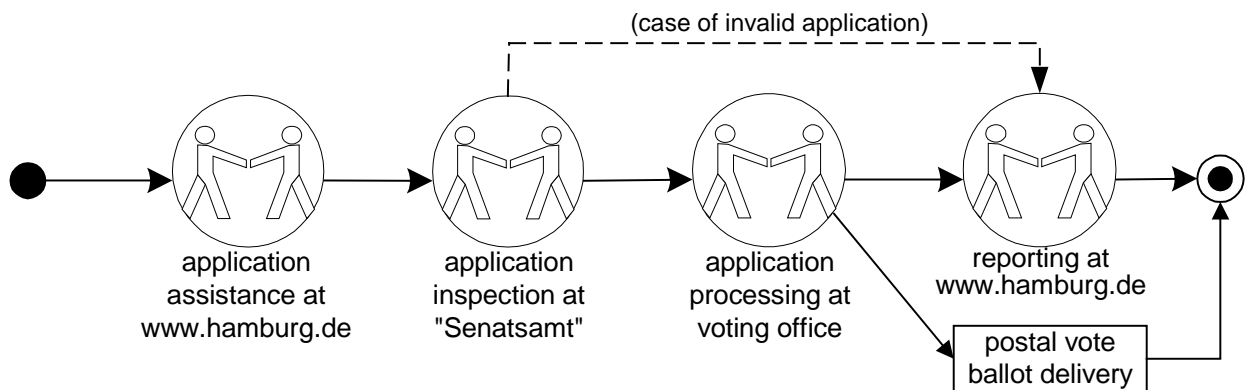 (case of invalid application)
application
assistance at
www.hamburg.de
application
inspection at
"Senatsamt"
application
processing at
voting office
reporting at
www.hamburg.de
postal vote
ballot delivery